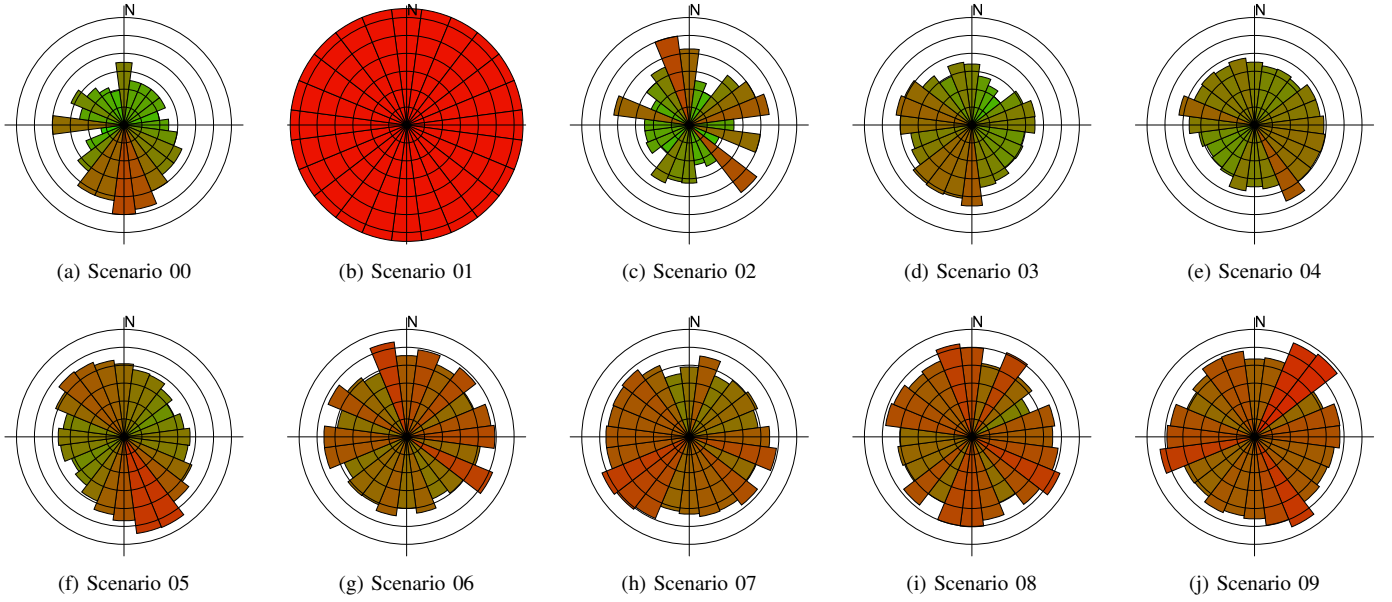 N N N N N
(a) Scenario 00 (b) Scenario 01 (c) Scenario 02 (d) Scenario 03 (e) Scenario 04
N N N N N
(f) Scenario 05 (g) Scenario 06 (h) Scenario 07 (i) Scenario 08 (j) Scenario 09